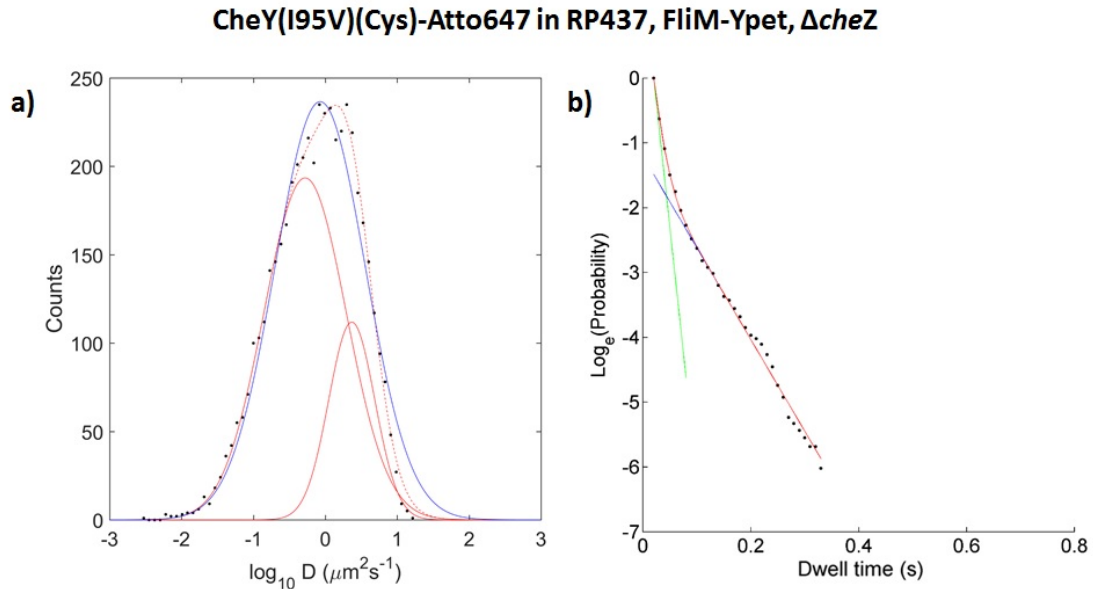 CheY(I95V)(Cys)-Atto647 in RP437, FliM-Ypet, ΔcheZ
a)
250
200
150
100
50
0
Counts
-3 -2 -1 0 1 2 3
log10 D (μm2s-1)
b)
0
-1
-2
-3
-4
-5
-6
-7
Loge(Probability)
0 0.2 0.4 0.6 0.8
Dwell time (s)